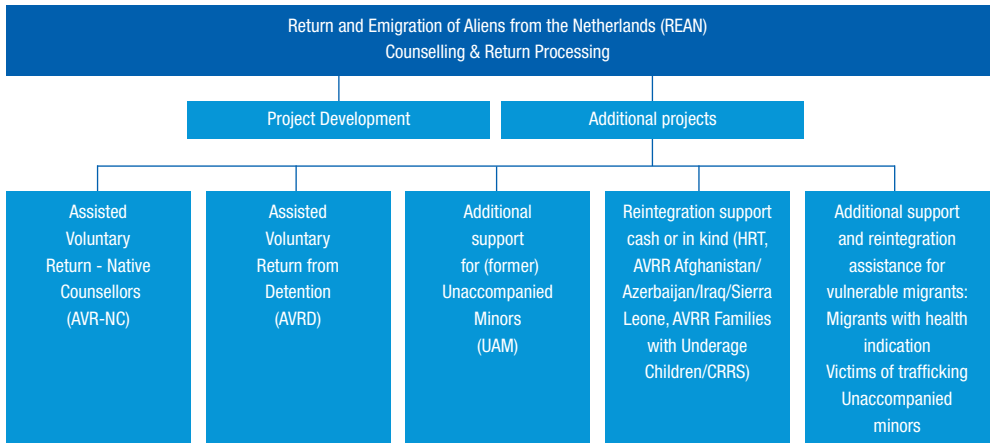 Return and Emigration of Aliens from the Netherlands (REAN)
Counselling & Return Processing
Project Development
Additional projects
Assisted
Voluntary
Return - Native
Counsellors
(AVR-NC)
Assisted
Voluntary
Return from
Detention
(AVRD)
Additional
support
for (former)
Unaccompanied
Minors
(UAM)
Reintegration support
cash or in kind (HRT,
AVRR Afghanistan/
Azerbaijan/Iraq/Sierra
Leone, AVRR Families
with Underage
Children/CRRS)
Additional support
and reintegration
assistance for
vulnerable migrants:
Migrants with health
indication
Victims of trafficking
Unaccompanied
minors